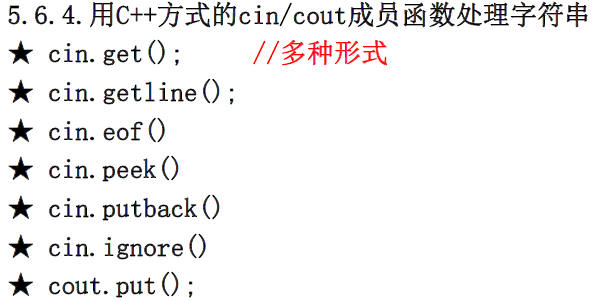 5.6.4.用C++方式的cin/cout成员函数处理字符串
★ cin.get();     //多种形式
★ cin.getline();
★ cin.eof()
★ cin.peek()
★ cin.putback()
★ cin.ignore()
★ cout.put();